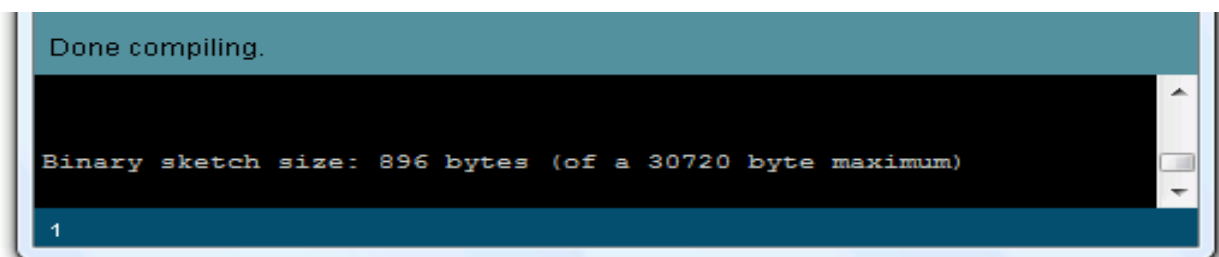 Done compiling.
Binary sketch size: 896 bytes (of a 30720 byte maximum)
1